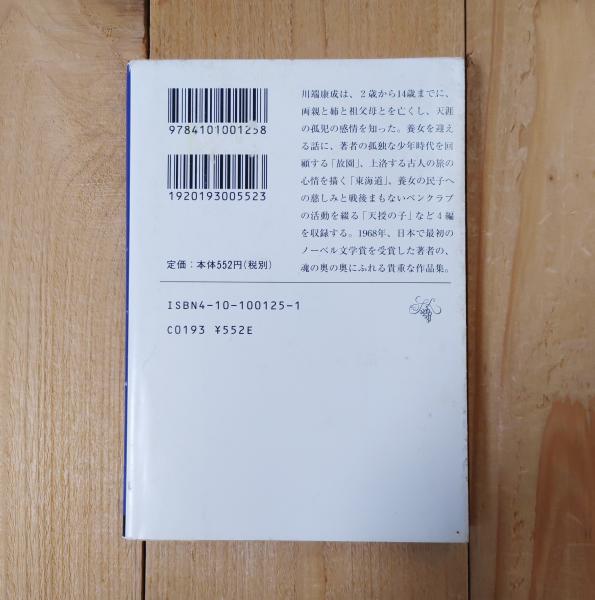 9784101001258
1920193005523
定価:本体552円(税別)
川端康成は、2歳から14歳までに、
両親と姉と祖父母とを亡くし、天涯
の孤児の感情を知った。養女を迎え
る話に、著者の孤独な少年時代を回
顧する「故園」、上洛する古人の旅の
心情を描く「東海道」、養女の民子へ
の慈しみと戦後まもないペンクラブ
の活動を綴る「天授の子」など4編
を収録する。1968年、日本で最初の
ノーベル文学賞を受賞した著者の、
魂の奥の奥にふれる貴重な作品集。
ISBN4-10-100125-1
C0193 ¥552E